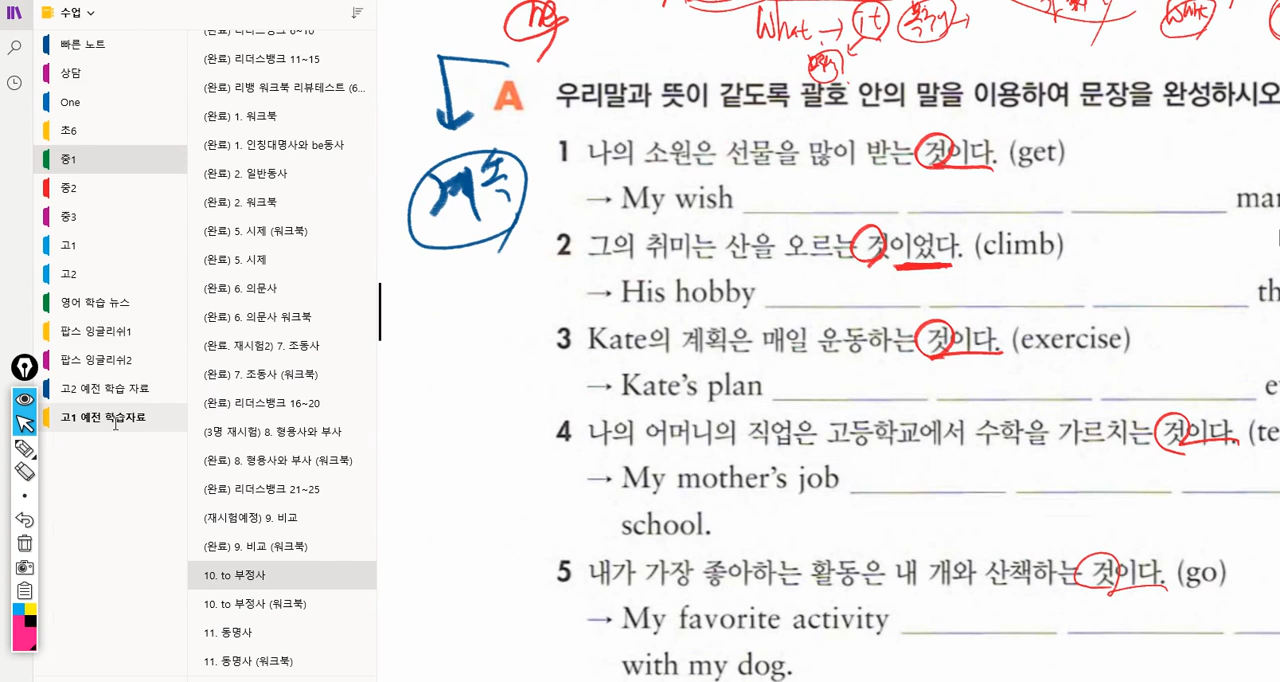 수업
빠른 노트
상담
One
초6
중1
중2
중3
고1
고2
영어 학습 뉴스
팝스 잉글리쉬1
팝스 잉글리쉬2
고2 예전 학습 자료
고1 예전 학습자료
(완료) 리더스뱅크 6~10
(완료) 리더스뱅크 11~15
(완료) 리뱅 워크북 리뷰테스트 (6...
(완료) 1. 워크북
(완료) 1. 인칭대명사와 be동사
(완료) 2. 일반동사
(완료) 2. 워크북
(완료) 5. 시제 (워크북)
(완료) 5. 시제
(완료) 6. 의문사
(완료) 6. 의문사 워크북
(완료. 재시험2) 7. 조동사
(완료) 7. 조동사 (워크북)
(완료) 리더스뱅크 16~20
(3명 재시험) 8. 형용사와 부사
(완료) 8. 형용사와 부사 (워크북)
(완료) 리더스뱅크 21~25
(재시험예정) 9. 비교
(완료) 9. 비교 (워크북)
10. to 부정사
10. to 부정사 (워크북)
11. 동명사
11. 동명사 (워크북)
What → it
What
계속
A 우리말과 뜻이 같도록 괄호 안의 말을 이용하여 문장을 완성하시오
1 나의 소원은 선물을 많이 받는 것이다. (get)
→ My wish
2 그의 취미는 산을 오르는 것이었다. (climb)
→ His hobby
3 Kate의 계획은 매일 운동하는 것이다. (exercise)
→ Kate's plan
4 나의 어머니의 직업은 고등학교에서 수학을 가르치는 것이다. (te
→ My mother's job
school.
5 내가 가장 좋아하는 활동은 내 개와 산책하는 것이다. (go)
→ My favorite activity
with my dog.